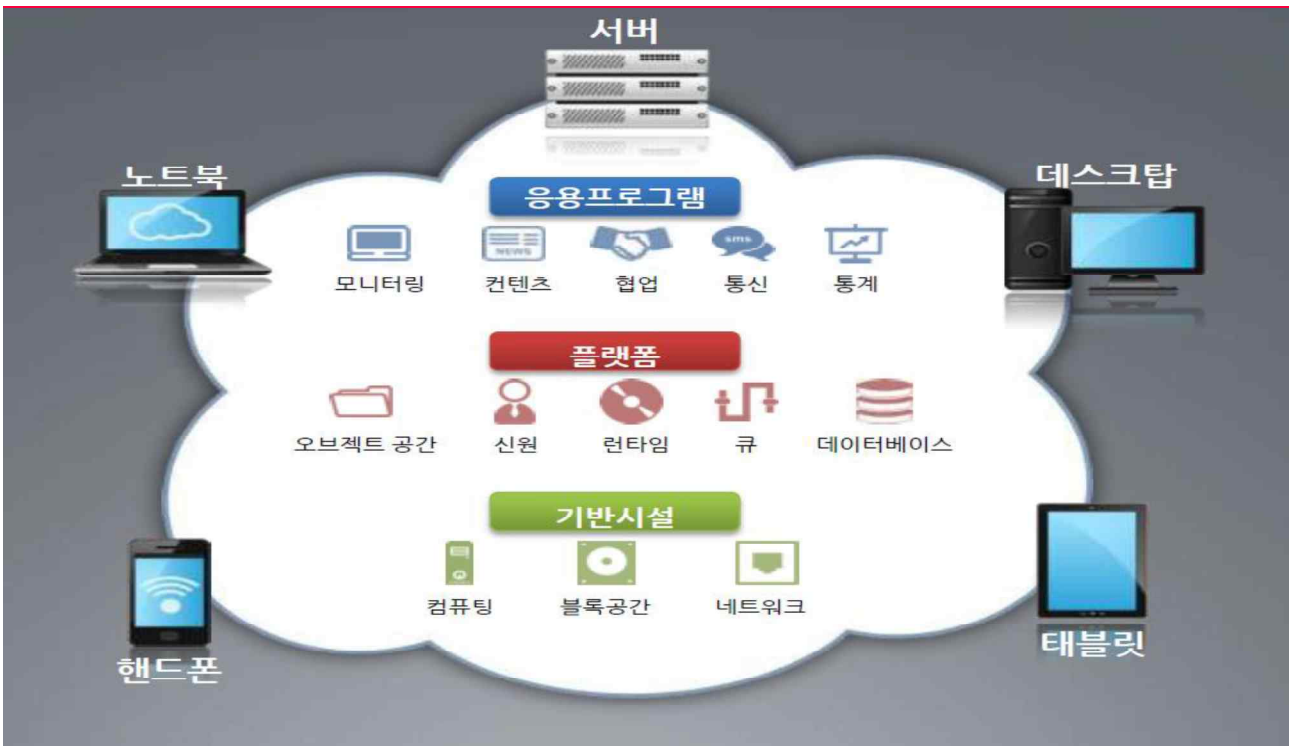 서버
노트북
데스크탑
응용프로그램
NEWS
sms
모니터링 컨텐츠 협업 통신 통계
플랫폼
오브젝트 공간 신원 런타임 큐 데이터베이스
기반시설
컴퓨팅 블록공간 네트워크
핸드폰
태블릿